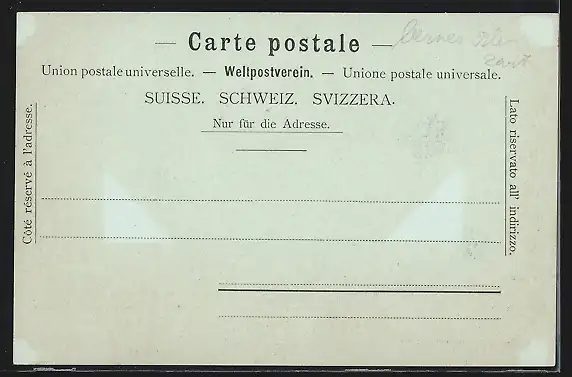 — Carte postale —
Union postale universelle. — Weltpostverein. — Unione postale universale.
SUISSE. SCHWEIZ. SVIZZERA.
Nur für die Adresse.
Côté réservé à l'adresse.
Lato riservato all' indirizzo.